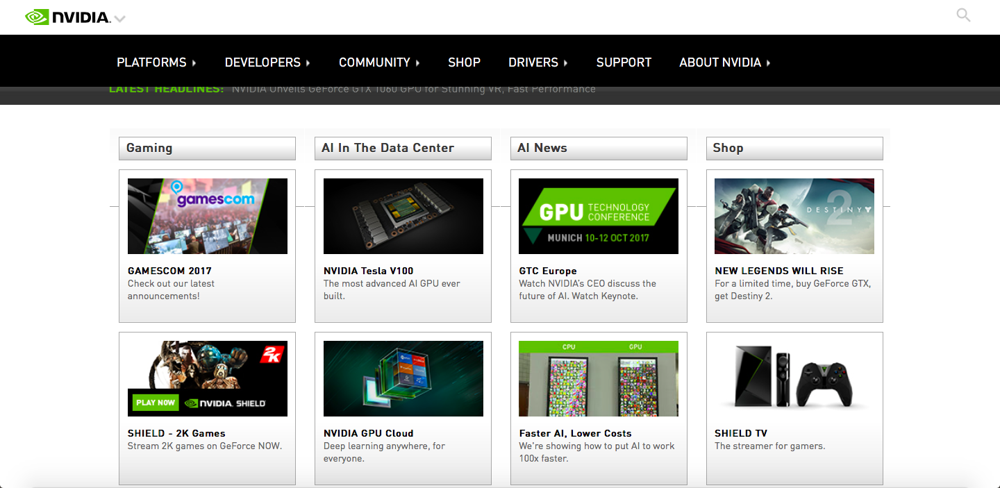 NVIDIA.
PLATFORMS
DEVELOPERS
COMMUNITY
SHOP
DRIVERS
SUPPORT
ABOUT NVIDIA
LATEST HEADLINES: NVIDIA Unveils GeForce GTX 1060 GPU for Stunning VR, Fast Performance
Gaming
AI In The Data Center
AI News
Shop
gamescom
GAMESCOM 2017
Check out our latest
announcements!
NVIDIA Tesla V100
The most advanced AI GPU ever
built.
GPU TECHNOLOGY
CONFERENCE
MUNICH 10-12 OCT 2017
GTC Europe
Watch NVIDIA's CEO discuss the
future of AI. Watch Keynote.
DESTINY 2
NEW LEGENDS WILL RISE
For a limited time, buy GeForce GTX,
get Destiny 2.
2K
PLAY NOW
NVIDIA. SHIELD
SHIELD - 2K Games
Stream 2K games on GeForce NOW.
NVIDIA GPU Cloud
Deep learning anywhere, for
everyone.
CPU GPU
Faster AI, Lower Costs
We're showing how to put AI to work
100x faster.
SHIELD TV
The streamer for gamers.